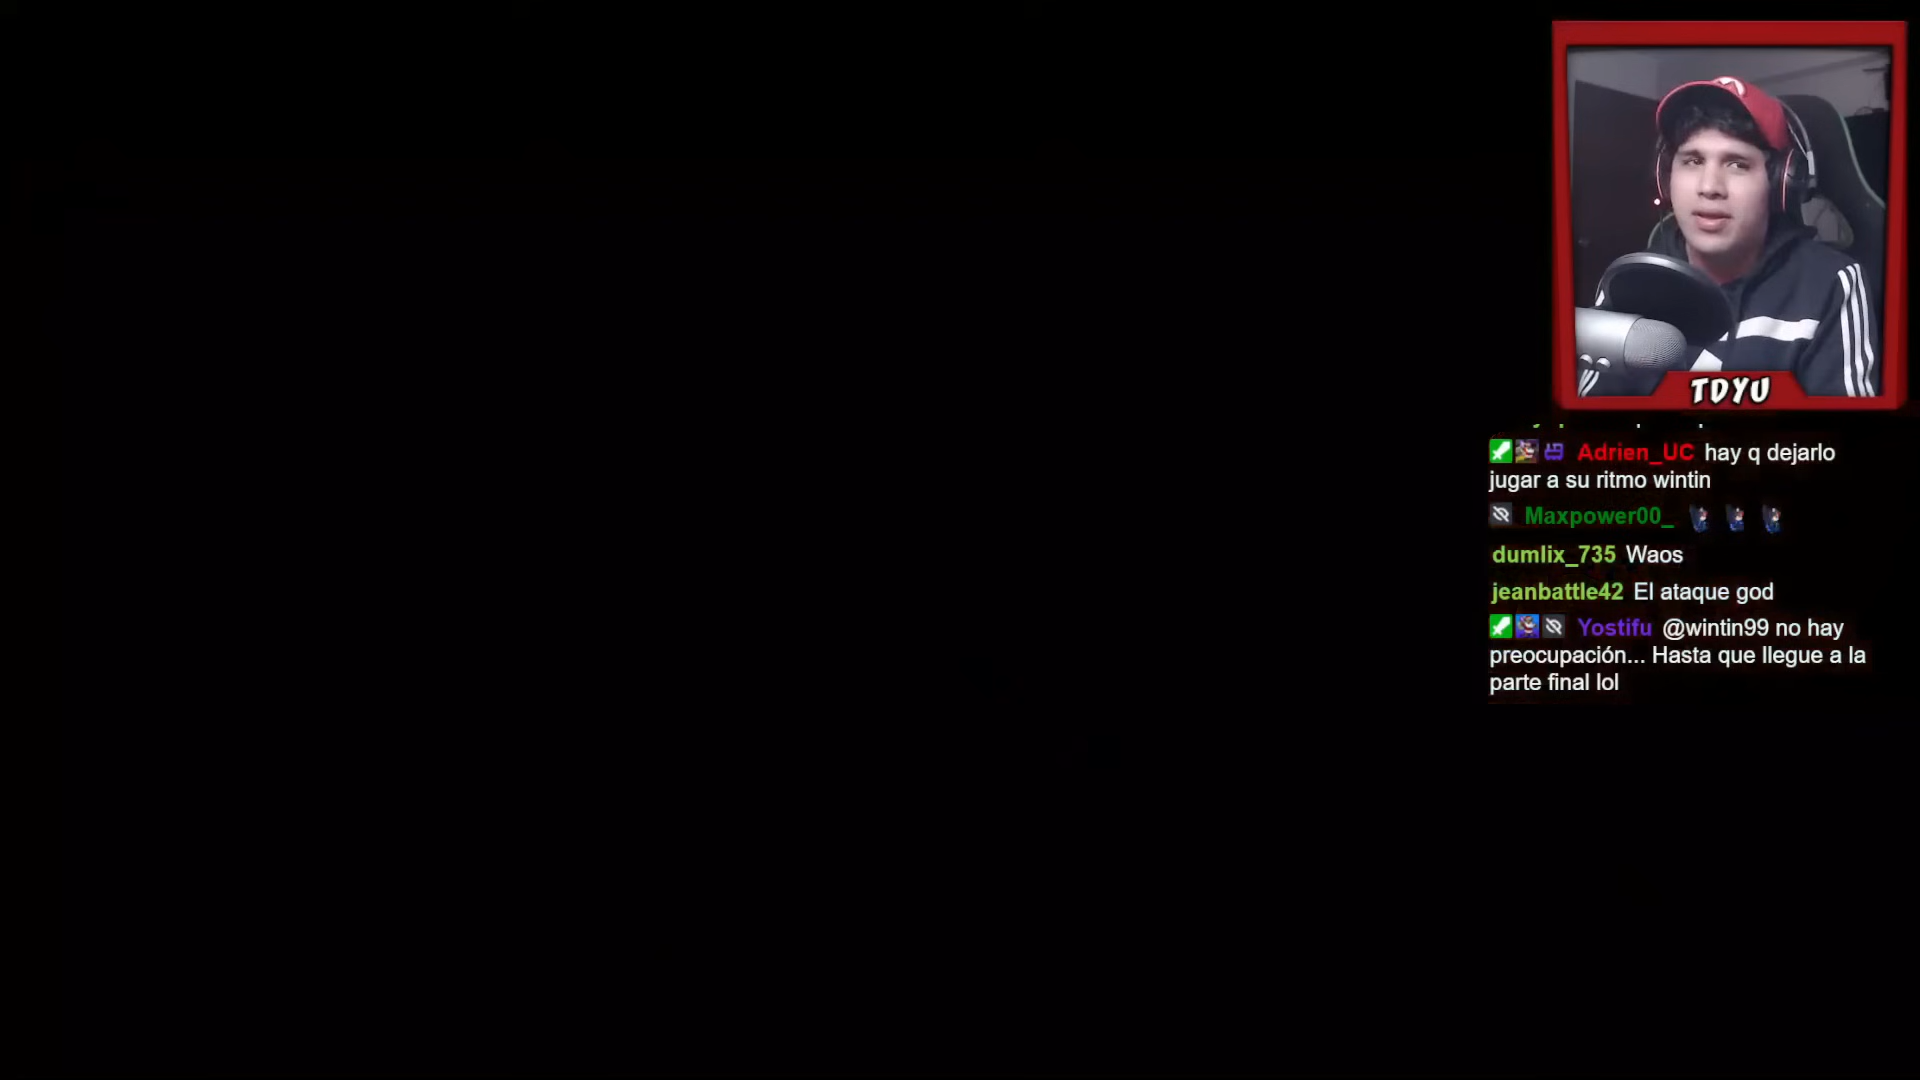 TDYU
Adrien_UC hay q dejarlo
jugar a su ritmo wintin
Maxpower00_
dumlix_735 Waos
jeanbattle42 El ataque god
Yostifu @wintin99 no hay
preocupación... Hasta que llegue a la
parte final lol